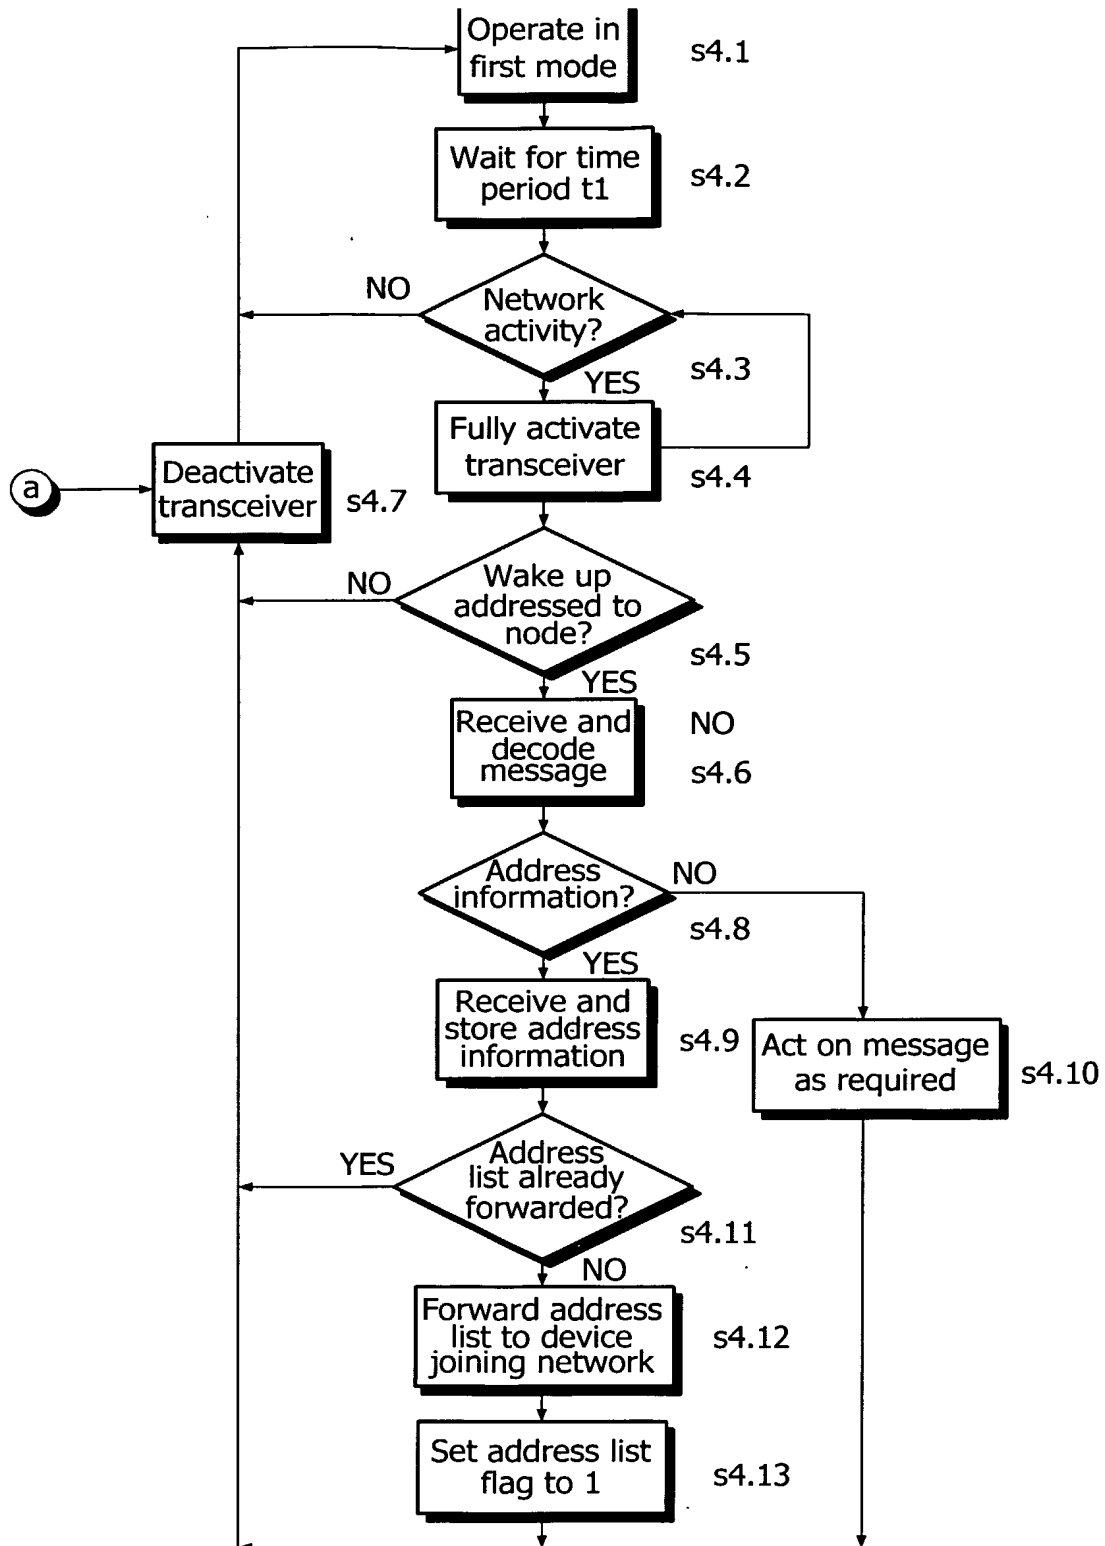 Operate in
first mode
s4.1
Wait for time
period t1
s4.2
NO
Network
activity?
s4.3
YES
Fully activate
transceiver
s4.4
a
Deactivate
transceiver
s4.7
NO
Wake up
addressed to
node?
s4.5
YES
Receive and
decode
message
NO
s4.6
Address
information?
NO
s4.8
YES
Receive and
store address
information
s4.9
Act on message
as required
s4.10
YES
Address
list already
forwarded?
s4.11
NO
Forward address
list to device
joining network
s4.12
Set address list
flag to 1
s4.13